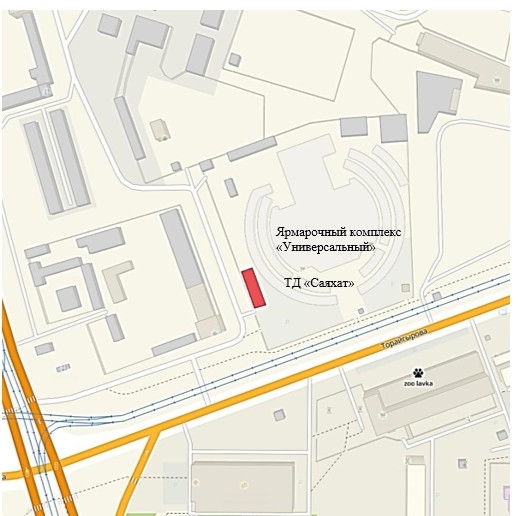 Ярмарочный комплекс
«Универсальный»
ТД «Саяхат»
Торайгырова
zoo lavka